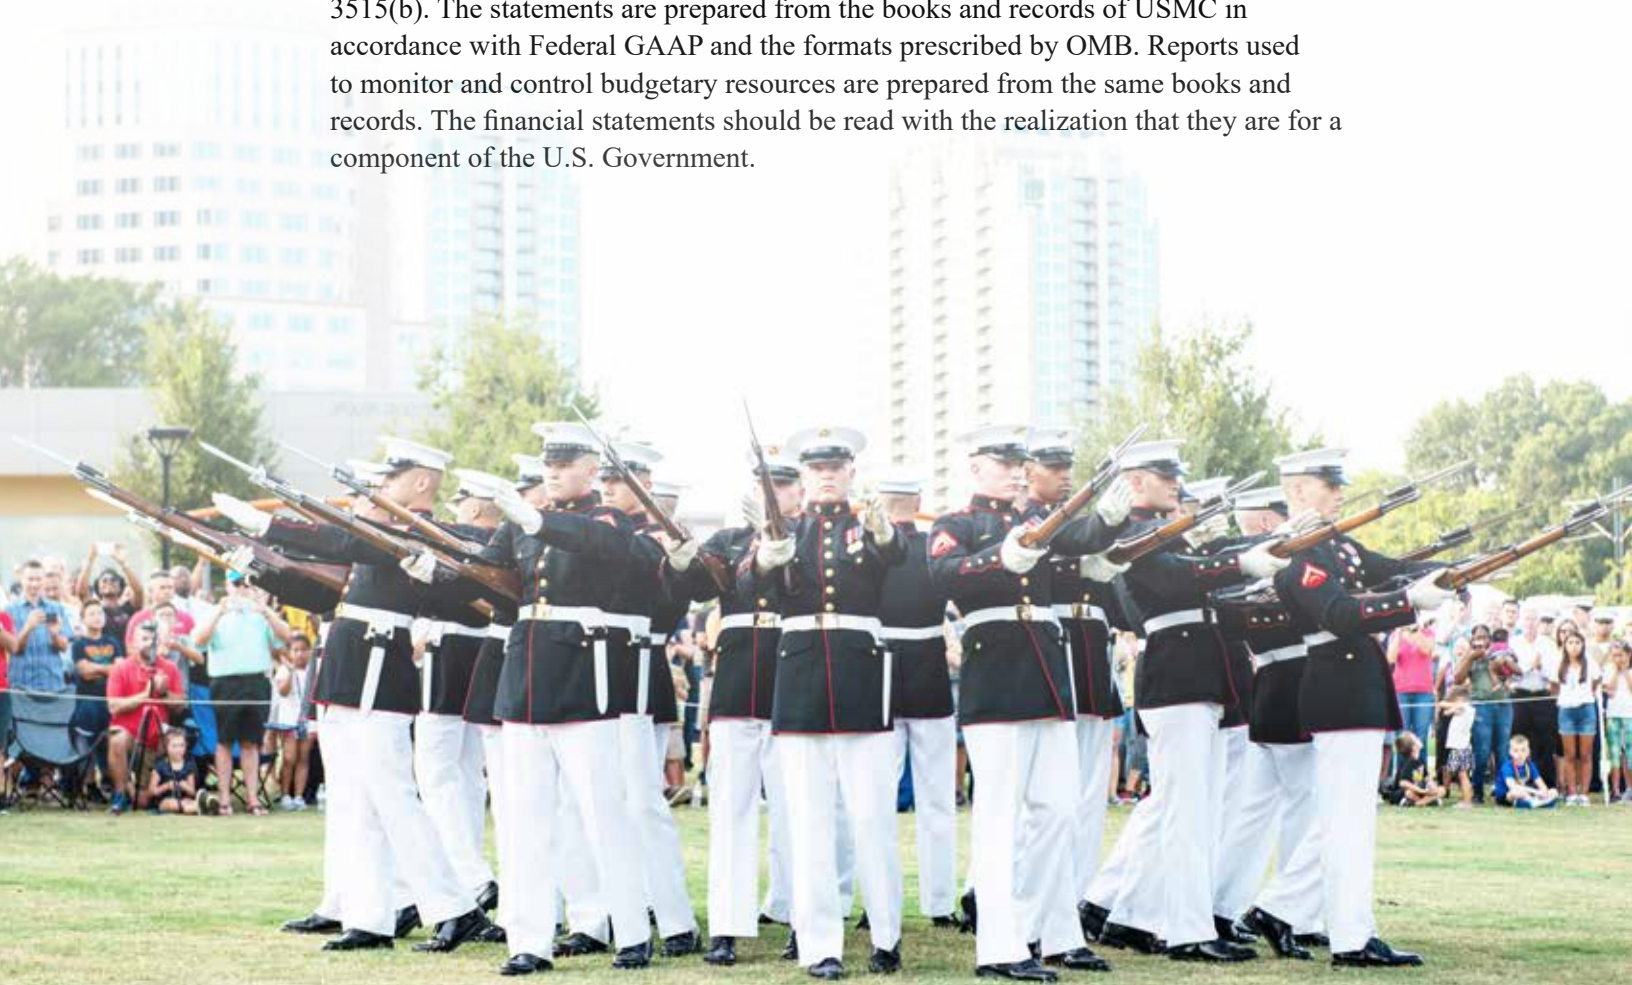 3515(b). The statements are prepared from the books and records of USMC in
accordance with Federal GAAP and the formats prescribed by OMB. Reports used
to monitor and control budgetary resources are prepared from the same books and
records. The financial statements should be read with the realization that they are for a
component of the U.S. Government.